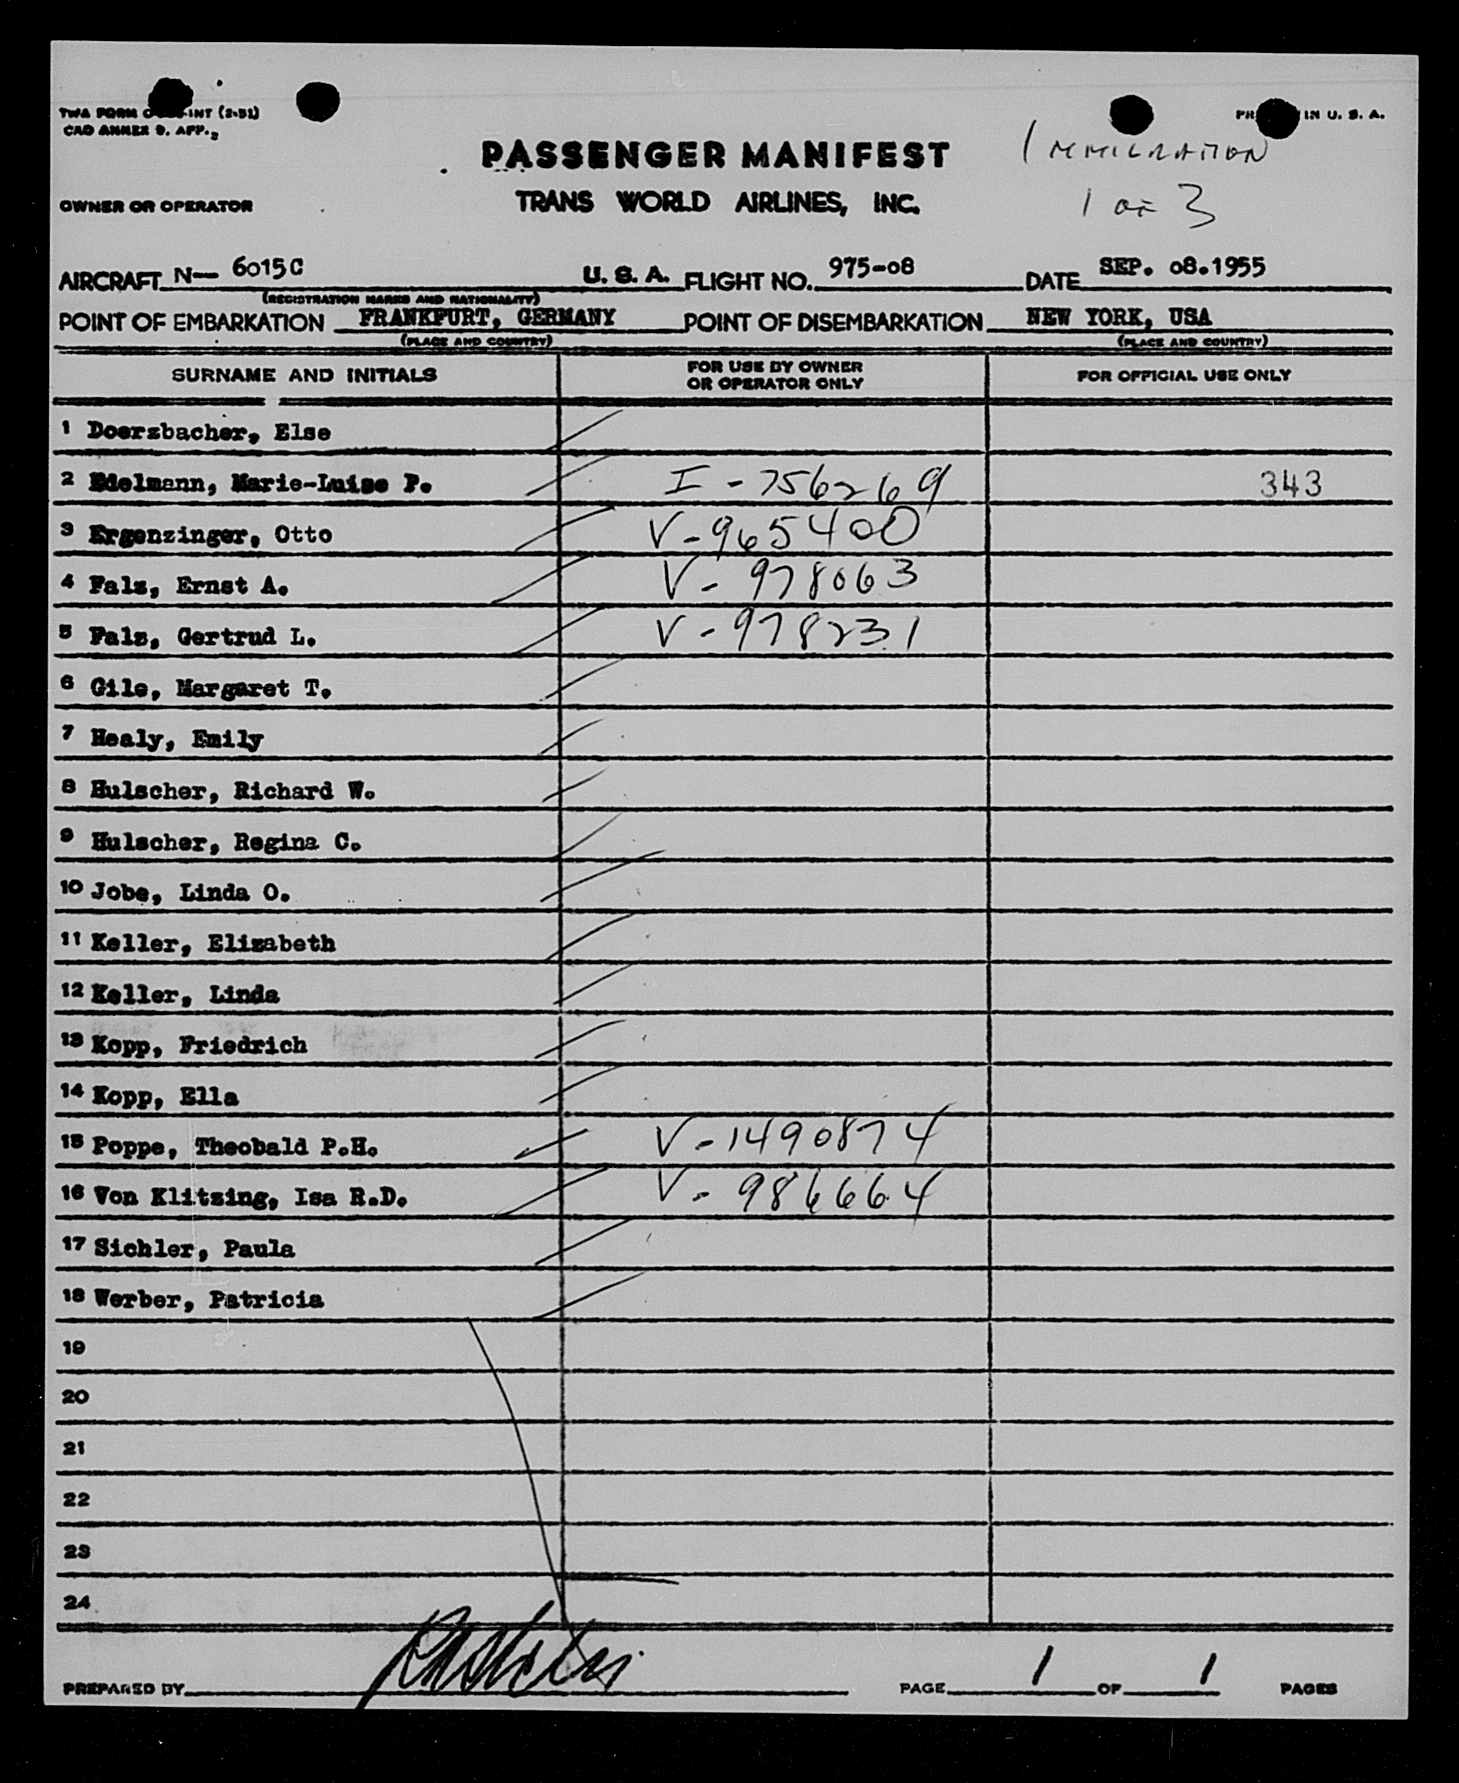 TWA FORM INT (2-51)
PR IN U. S. A.
CAO ANNEX 9. APP. 2
PASSENGER MANIFEST
IMMIGRATION
OWNER OR OPERATOR
TRANS WORLD AIRLINES, INC.
1 OF 3
AIRCRAFT N— 6015C U. S. A. FLIGHT NO. 975-08 DATE SEP. 08.1955
(REGISTRATION MARKS AND NATIONALITY)
POINT OF EMBARKATION FRANKFURT, GERMANY POINT OF DISEMBARKATION NEW YORK, USA
(PLACE AND COUNTRY) (PLACE AND COUNTRY)
SURNAME AND INITIALS FOR USE BY OWNER OR OPERATOR ONLY FOR OFFICIAL USE ONLY
1 Doerzbacher, Else
2 Edelmann, Marie-Luise P. I-756269 343
3 Ergenzinger, Otto V-965400
4 Falz, Ernst A. V-978063
5 Falz, Gertrud L. V-978231
6 Gile, Margaret T.
7 Healy, Emily
8 Hulscher, Richard W.
9 Hulscher, Regina C.
10 Jobe, Linda O.
11 Keller, Elizabeth
12 Keller, Linda
13 Kopp, Friedrich
14 Kopp, Ella
15 Poppe, Theobald P.H. V-1490874
16 Von Klitzing, Isa R.D. V-986664
17 Sichler, Paula
18 Werber, Patricia
19
20
21
22
23
24
PREPARED BY PAGE 1 OF 1 PAGES